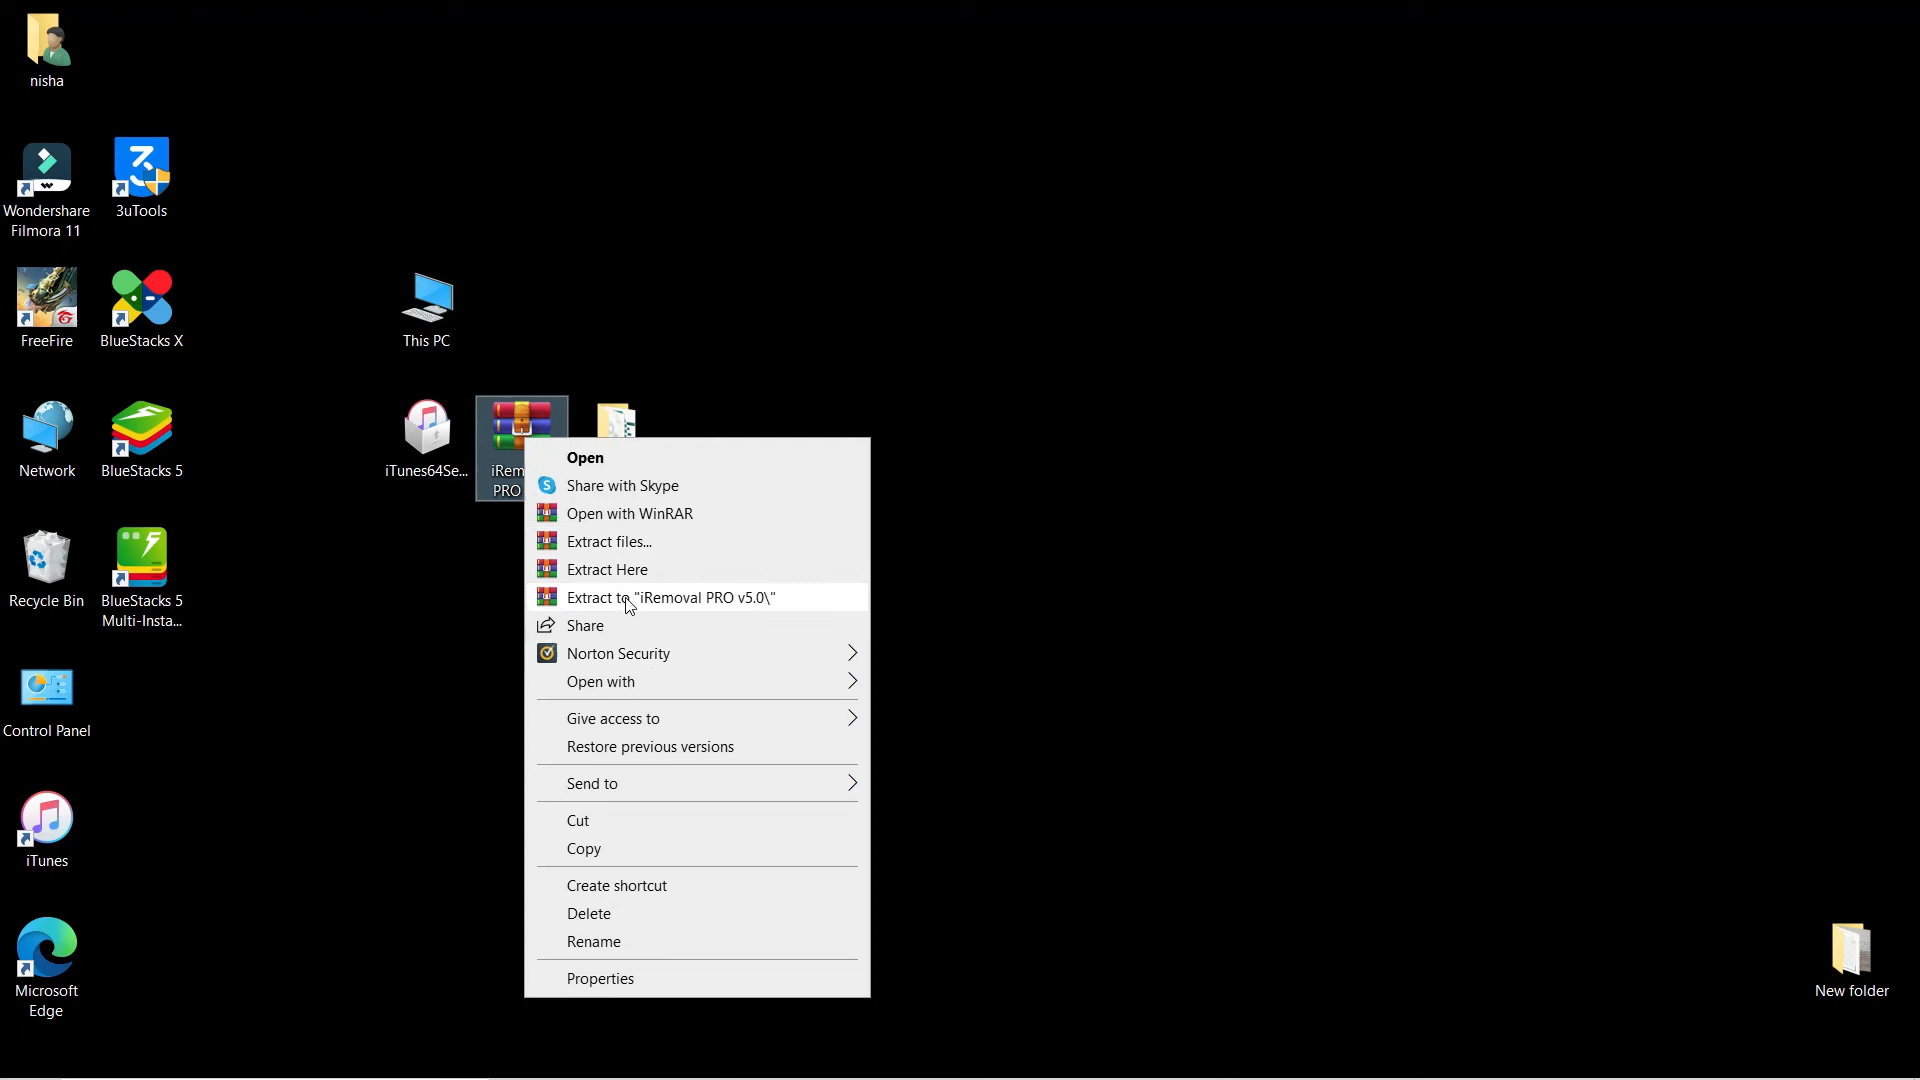 nisha
Wondershare
Filmora 11
3uTools
FreeFire
BlueStacks X
This PC
Network
BlueStacks 5
iTunes64Se...
iRem
PRO
Recycle Bin
BlueStacks 5
Multi-Insta...
Control Panel
iTunes
Microsoft
Edge
Open
Share with Skype
Open with WinRAR
Extract files...
Extract Here
Extract to "iRemoval PRO v5.0\"
Share
Norton Security
Open with
Give access to
Restore previous versions
Send to
Cut
Copy
Create shortcut
Delete
Rename
Properties
New folder